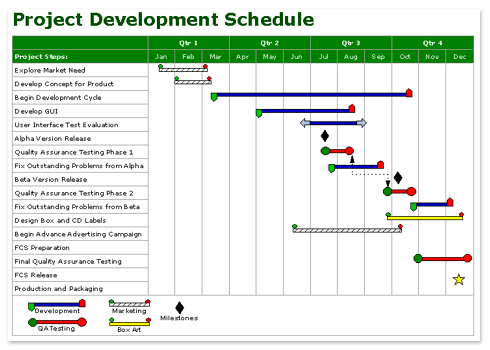 Project Development Schedule
Qtr 1 Qtr 2 Qtr 3 Qtr 4
Project Steps: Jan Feb Mar Apr May Jun Jul Aug Sep Oct Nov Dec
Explore Market Need
Develop Concept for Product
Begin Development Cycle
Develop GUI
User Interface Test Evaluation
Alpha Version Release
Quality Assurance Testing Phase 1
Fix Outstanding Problems from Alpha
Beta Version Release
Quality Assurance Testing Phase 2
Fix Outstanding Problems from Beta
Design Box and CD Labels
Begin Advance Advertising Campaign
FCS Preparation
Final Quality Assurance Testing
FCS Release
Production and Packaging
Development Marketing Milestones
QATesting Box Art